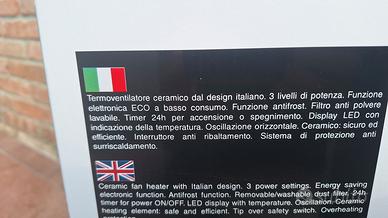 Termoventilatore ceramico dal design italiano. 3 livelli di potenza. Funzione
elettronica ECO a basso consumo. Funzione antifrost. Filtro anti polvere
lavabile. Timer 24h per accensione o spegnimento. Display LED con
indicazione della temperatura. Oscillazione orizzontale. Ceramico: sicuro ed
efficiente. Interruttore anti ribaltamento. Sistema di protezione anti
surriscaldamento.
Ceramic fan heater with Italian design. 3 power settings. Energy saving
electronic function. Antifrost function. Removable/washable dust filter. 24h
timer for power ON/OFF. LED display with temperature. Oscillation. Ceramic
heating element: safe and efficient. Tip over safety switch. Overheating